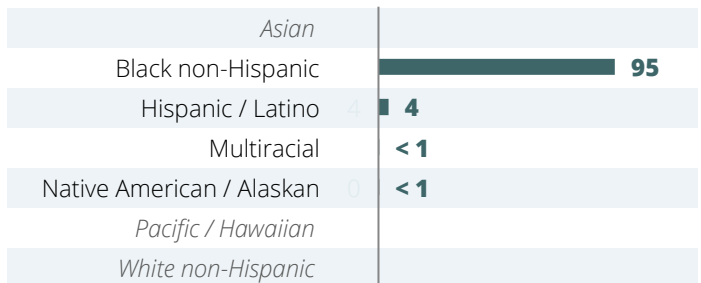 Asian
Black non-Hispanic 95
Hispanic / Latino 4 4
Multiracial < 1
Native American / Alaskan 0 < 1
Pacific / Hawaiian
White non-Hispanic